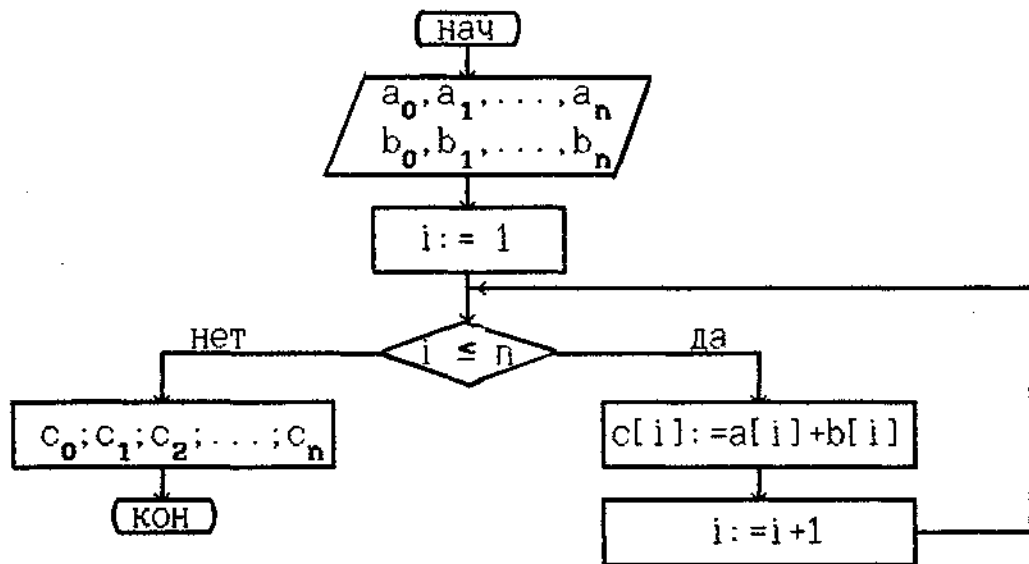 нач
a₀,a₁,...,aₙ
b₀,b₁,...,bₙ
i:= 1
нет
i ≤ n
да
c₀;c₁;c₂;...;cₙ
c[i]:=a[i]+b[i]
кон
i:=i+1